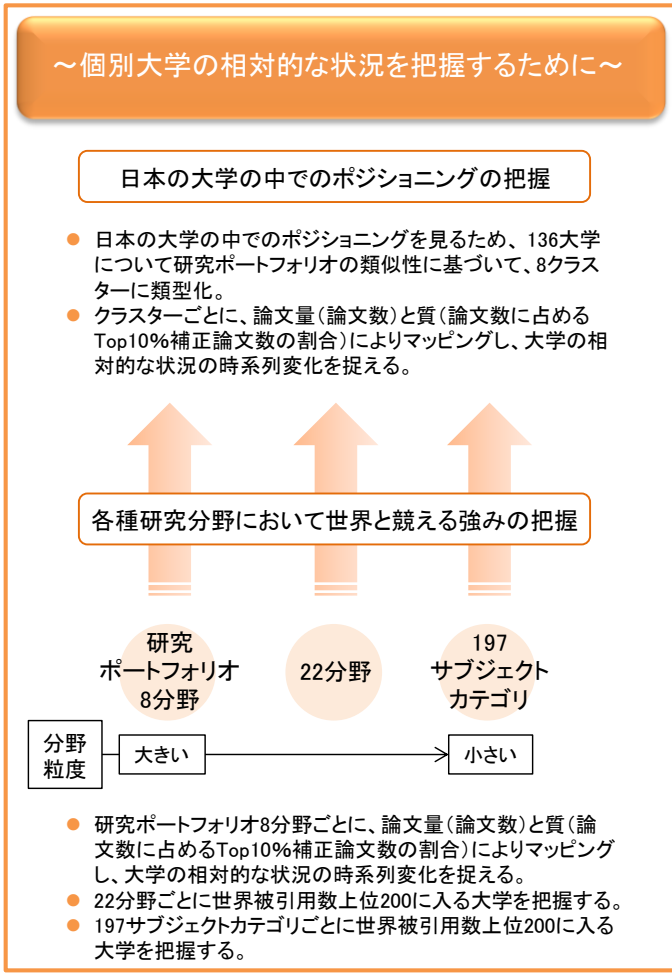 ～個別大学の相対的な状況を把握するために～
日本の大学の中でのポジショニングの把握
● 日本の大学の中でのポジショニングを見るため、136大学
について研究ポートフォリオの類似性に基づいて、8クラス
ターに類型化。
● クラスターごとに、論文量（論文数）と質（論文数に占める
Top10%補正論文数の割合）によりマッピングし、大学の相
対的な状況の時系列変化を捉える。
各種研究分野において世界と競える強みの把握
研究
ポートフォリオ
8分野
22分野
197
サブジェクト
カテゴリ
分野
粒度
大きい
小さい
● 研究ポートフォリオ8分野ごとに、論文量（論文数）と質（論
文数に占めるTop10%補正論文数の割合）によりマッピング
し、大学の相対的な状況の時系列変化を捉える。
● 22分野ごとに世界被引用数上位200に入る大学を把握する。
● 197サブジェクトカテゴリごとに世界被引用数上位200に入る
大学を把握する。